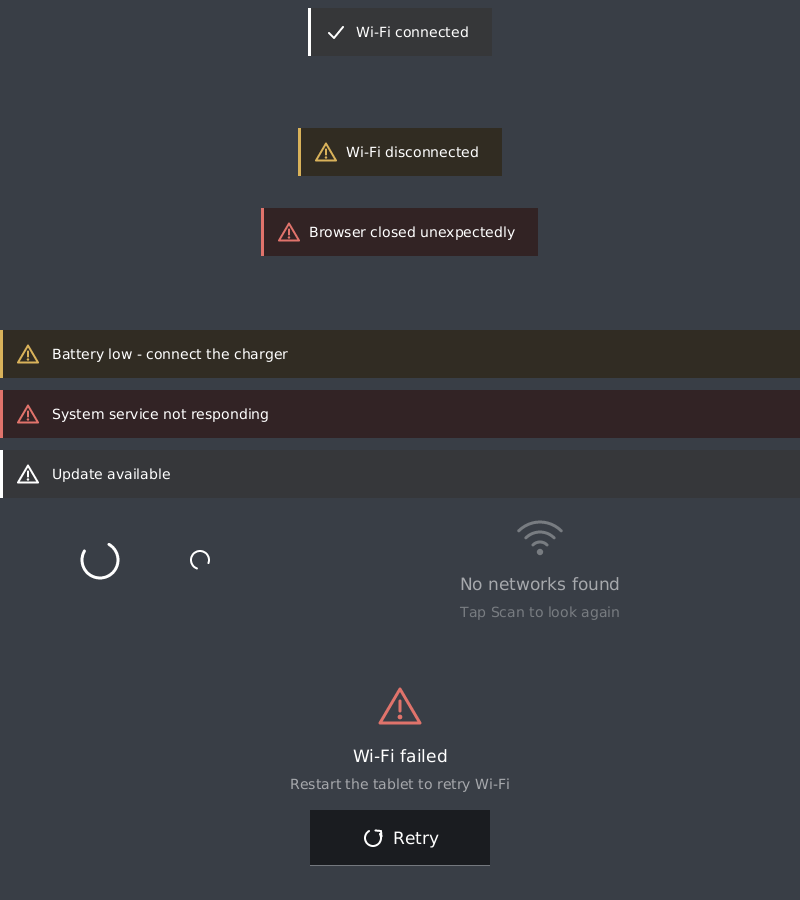 Wi-Fi connected
Wi-Fi disconnected
Browser closed unexpectedly
Battery low - connect the charger
System service not responding
Update available
No networks found
Tap Scan to look again
Wi-Fi failed
Restart the tablet to retry Wi-Fi
Retry